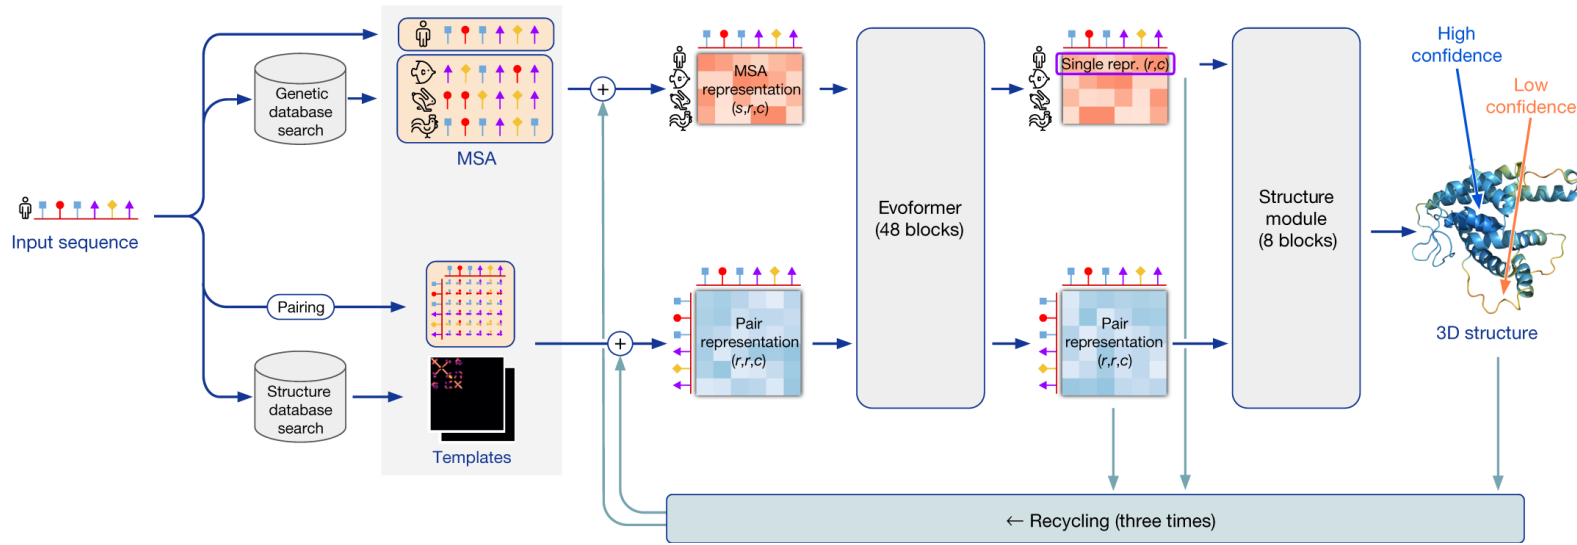 Input sequence
Genetic
database
search
MSA
Pairing
Structure
database
search
Templates
+
+
MSA
representation
(s,r,c)
Pair
representation
(r,r,c)
Evoformer
(48 blocks)
Single repr. (r,c)
Pair
representation
(r,r,c)
Structure
module
(8 blocks)
High
confidence
Low
confidence
3D structure
← Recycling (three times)